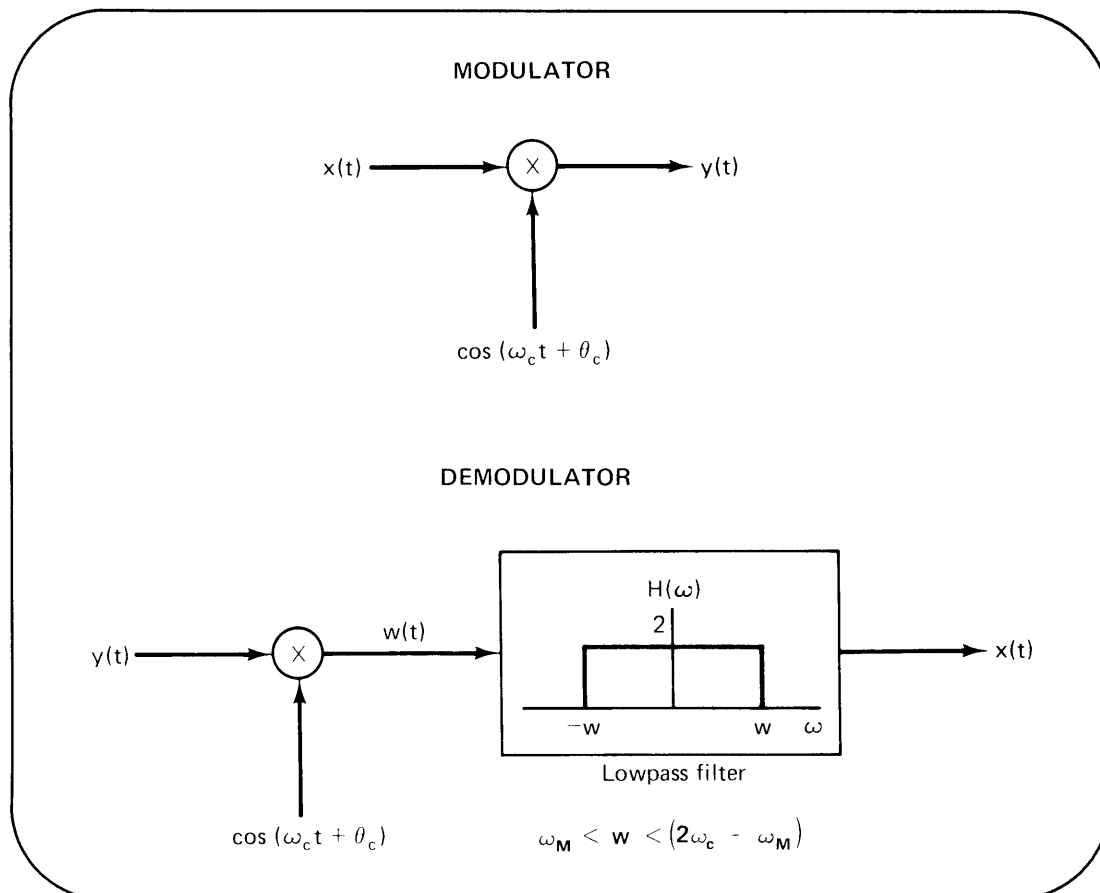 MODULATOR
x(t)
X
y(t)
cos (ω_c t + θ_c)
DEMODULATOR
H(ω)
2
y(t)
X
w(t)
x(t)
−w
w
ω
Lowpass filter
cos (ω_c t + θ_c)
ω_M < w < (2ω_c - ω_M)